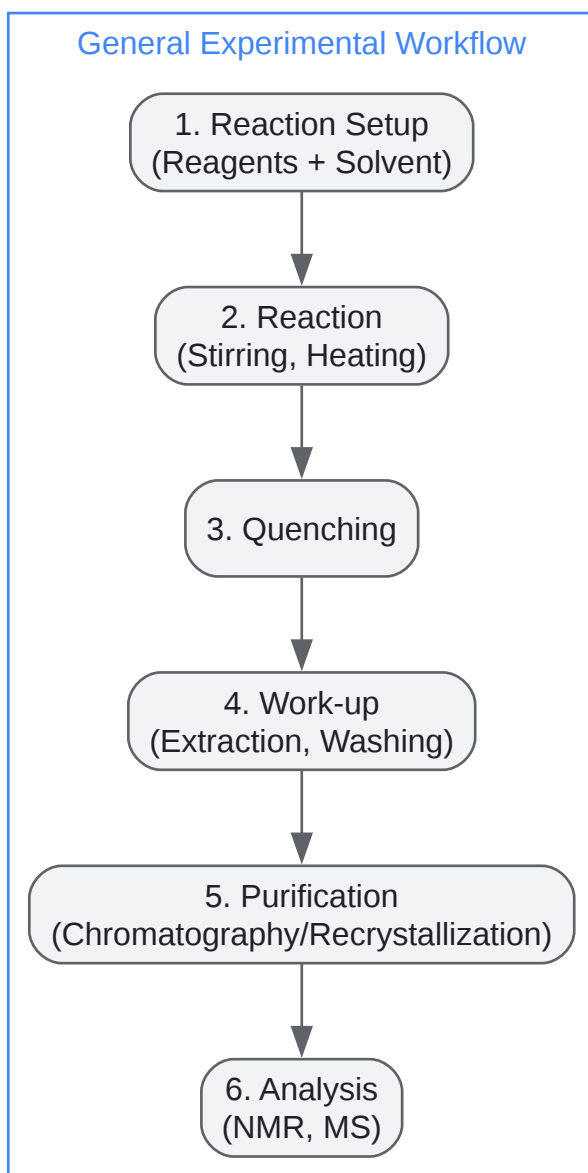 General Experimental Workflow
1. Reaction Setup
(Reagents + Solvent)
2. Reaction
(Stirring, Heating)
3. Quenching
4. Work-up
(Extraction, Washing)
5. Purification
(Chromatography/Recrystallization)
6. Analysis
(NMR, MS)